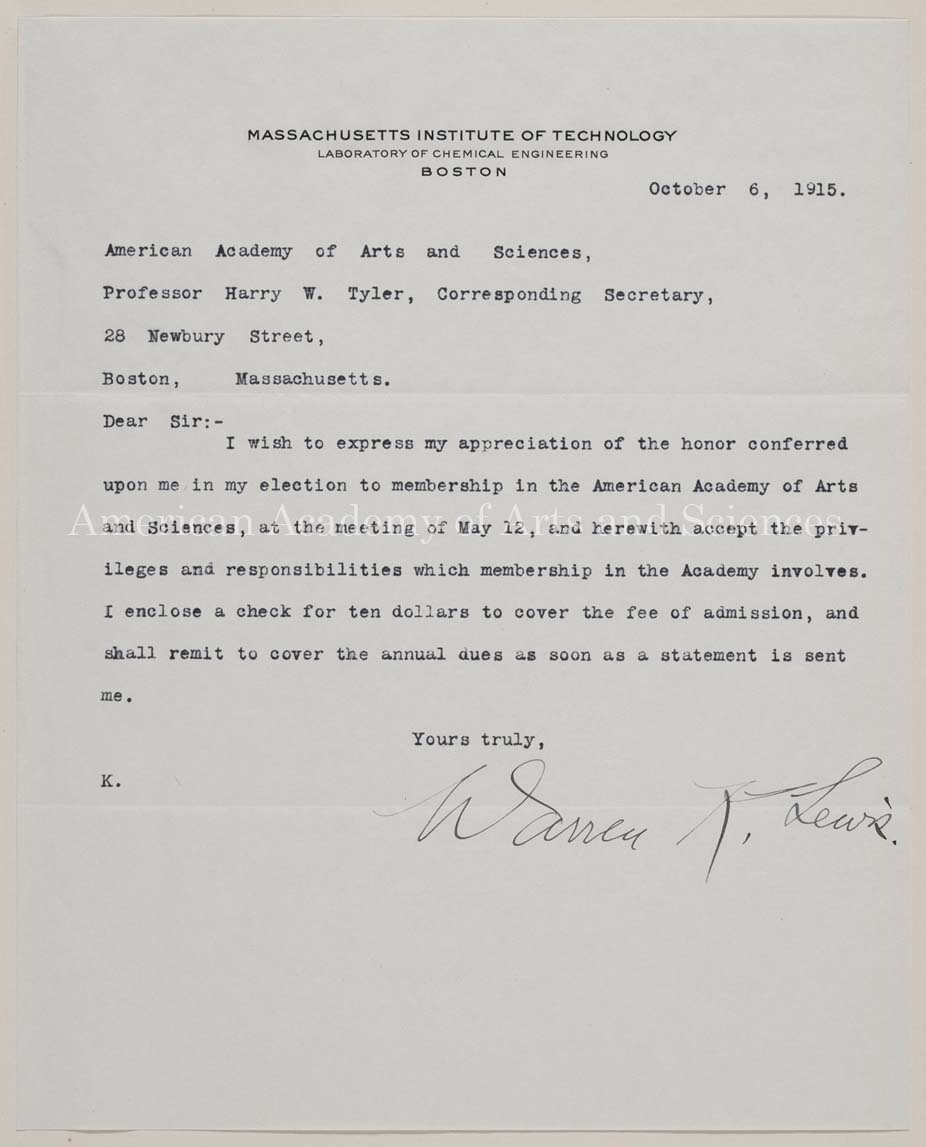 MASSACHUSETTS INSTITUTE OF TECHNOLOGY
LABORATORY OF CHEMICAL ENGINEERING
BOSTON
October 6, 1915.
American Academy of Arts and Sciences,
Professor Harry W. Tyler, Corresponding Secretary,
28 Newbury Street,
Boston, Massachusetts.
Dear Sir:-
I wish to express my appreciation of the honor conferred
upon me in my election to membership in the American Academy of Arts
American Academy of Arts and Sciences
and Sciences, at the meeting of May 12, and herewith accept the priv-
ileges and responsibilities which membership in the Academy involves.
I enclose a check for ten dollars to cover the fee of admission, and
shall remit to cover the annual dues as soon as a statement is sent
me.
Yours truly,
K.
Warren K. Lewis.